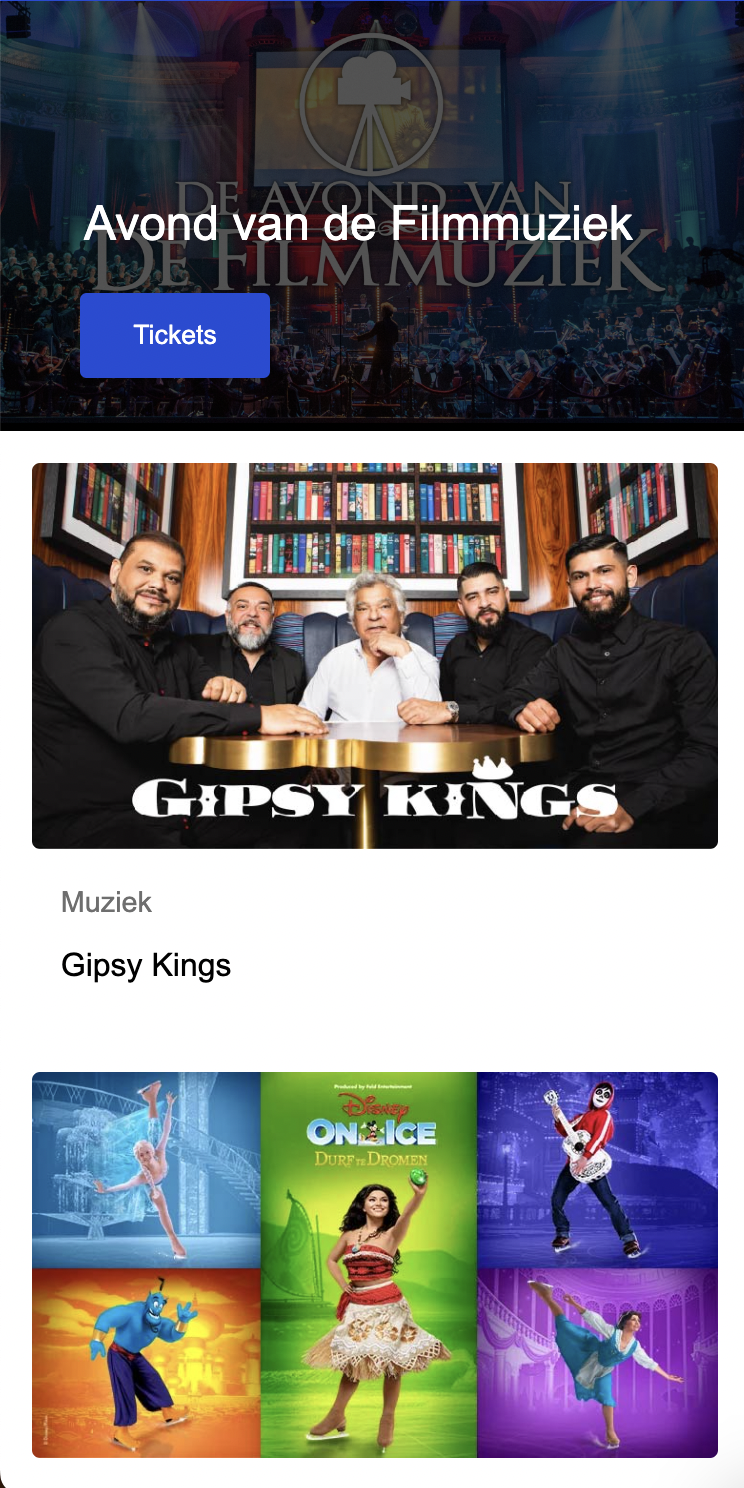 DE AVOND VAN
DE FILMMUZIEK
Avond van de Filmmuziek
Tickets
GIPSY KINGS
Muziek
Gipsy Kings
Produced by Feld Entertainment
Disney
ON ICE
DURF TE DROMEN